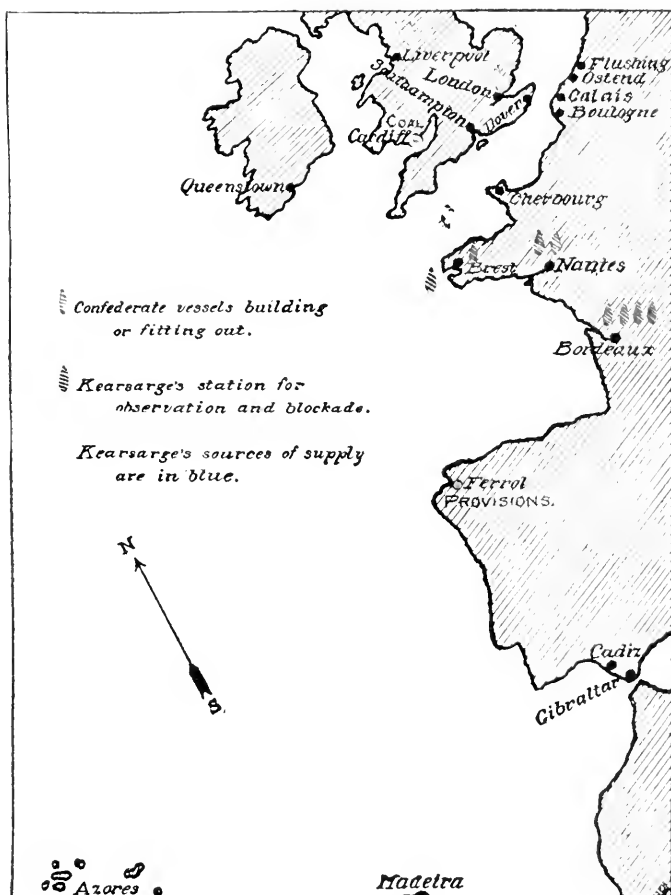 Liverpool
Southampton
London
Dover
Flushing
Ostend
Calais
Boulogne
COAL
Cardiff
Queenstown
Cherbourg
Brest
Nantes
Bordeaux
Confederate vessels building
or fitting out.
Kearsarge's station for
observation and blockade.
Kearsarge's sources of supply
are in blue.
Ferrol
PROVISIONS.
N
S.
Cadiz
Gibraltar
Azores
Madeira